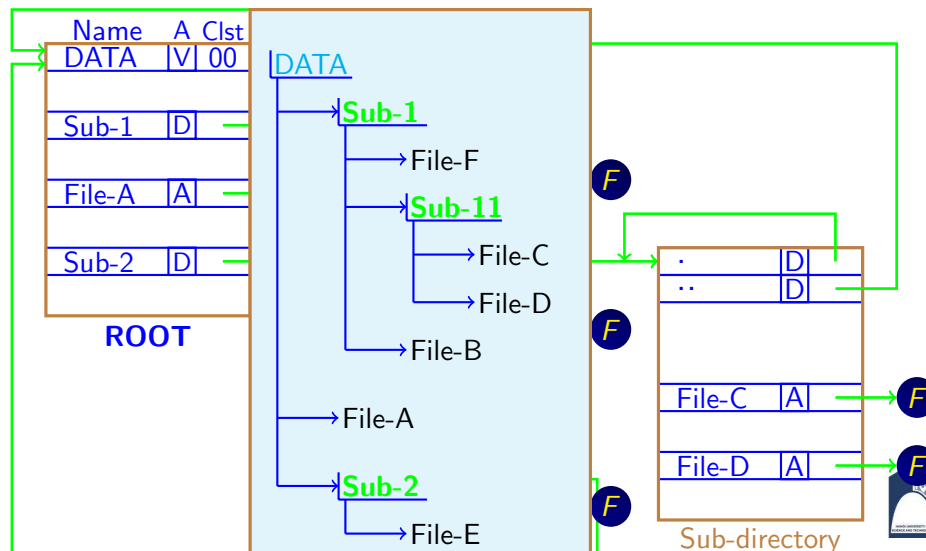 Name A Clst
DATA V 00
Sub-1 D
File-A A
Sub-2 D
ROOT
DATA
Sub-1
File-F
Sub-11
File-C
File-D
File-B
File-A
Sub-2
File-E
F
F
F
. D
.. D
File-C A F
File-D A F
Sub-directory